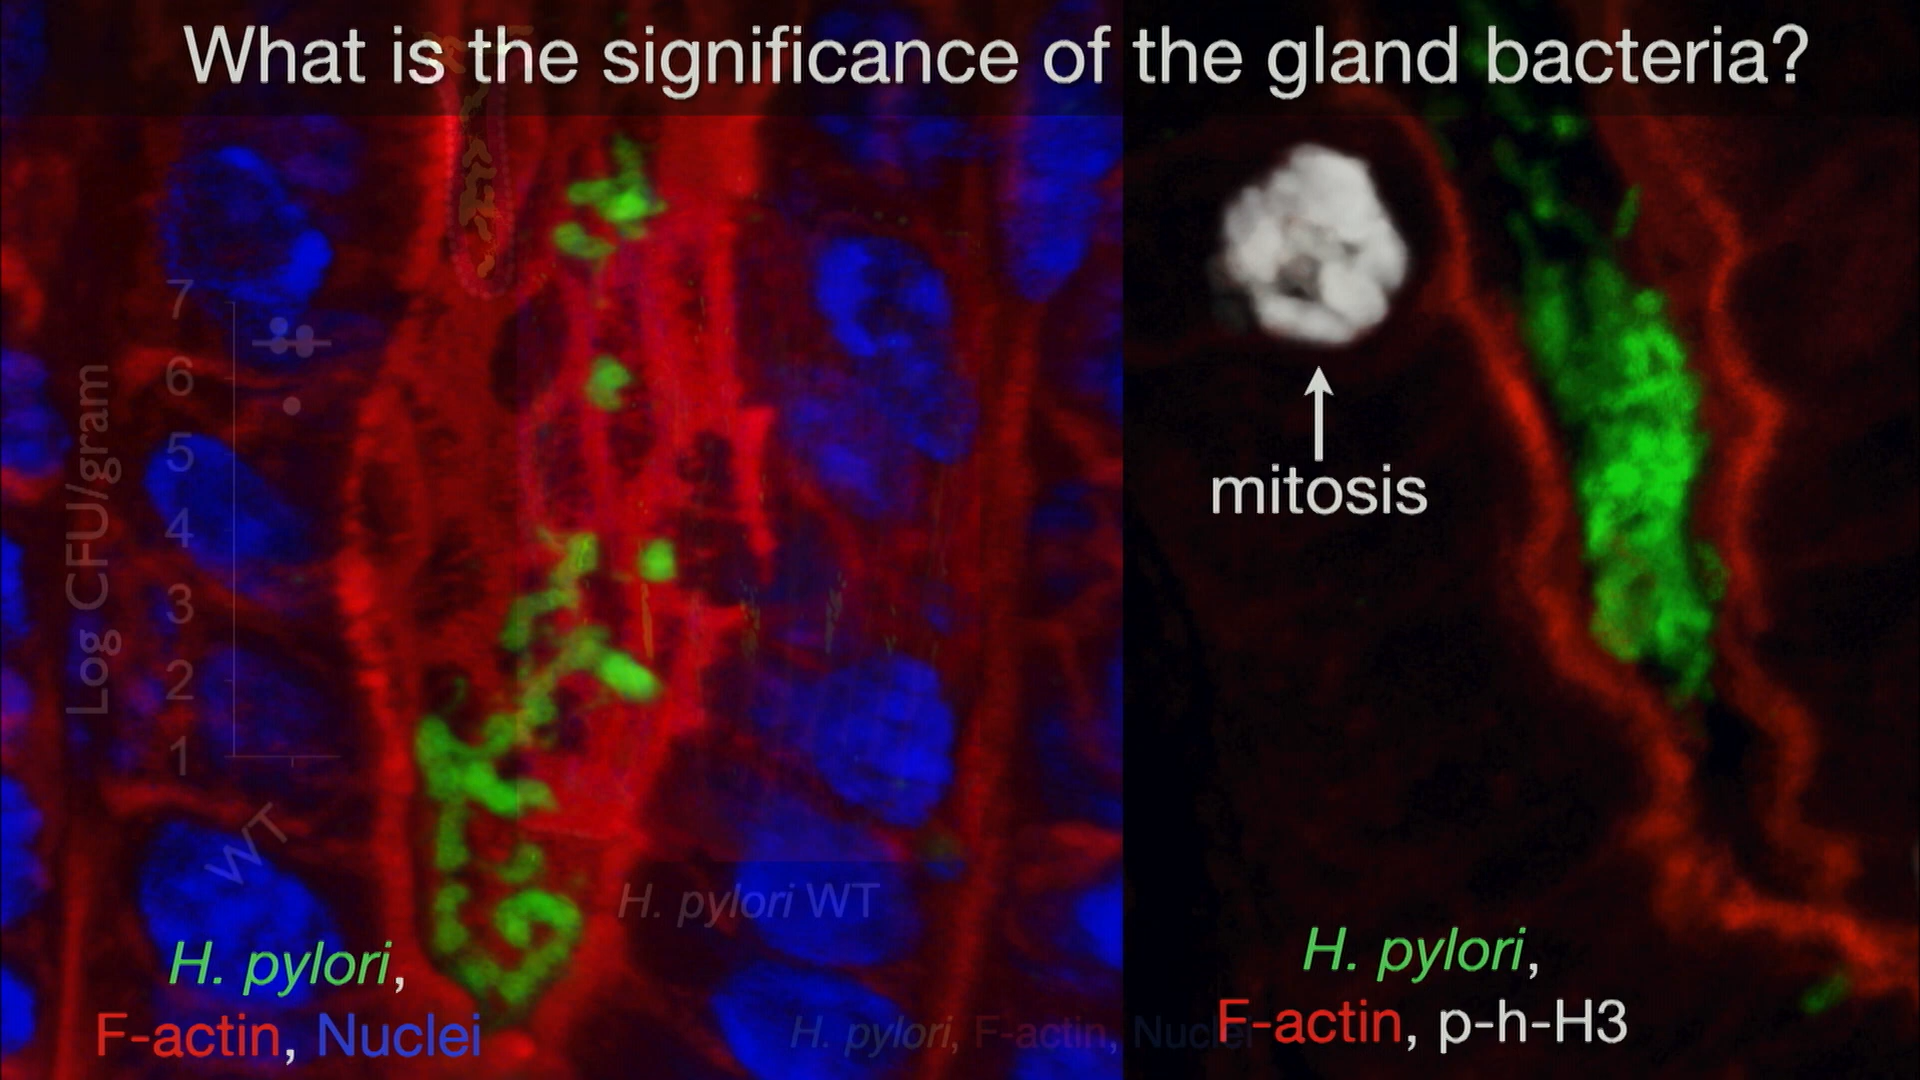 What is the significance of the gland bacteria?
Log CFU/gram
7
6
5
4
3
2
1
WT
mitosis
H. pylori WT
H. pylori,
F-actin, Nuclei
H. pylori, F-actin, Nuclei
H. pylori,
F-actin, p-h-H3